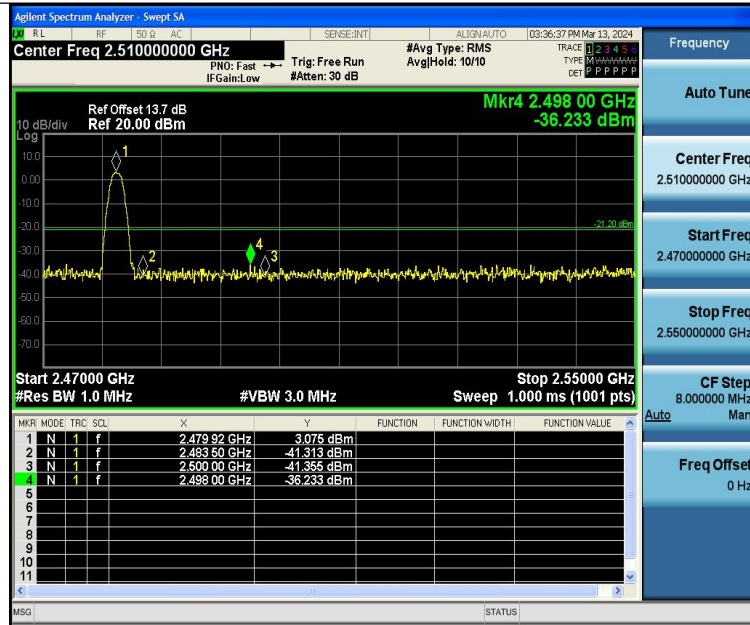 Agilent Spectrum Analyzer - Swept SA
LXI RL RF 50 Ω AC SENSE:INT ALIGNAUTO 03:36:37 PM Mar 13, 2024
Center Freq 2.510000000 GHz
PNO: Fast
IFGain:Low
Trig: Free Run
#Atten: 30 dB
#Avg Type: RMS
Avg|Hold: 10/10
TRACE 1 2 3 4 5 6
TYPE M W W W W W
DET P P P P P P
Ref Offset 13.7 dB
10 dB/div Ref 20.00 dBm
Log
Mkr4 2.498 00 GHz
-36.233 dBm
10.0
0.00
-10.0
-20.0
-30.0
-40.0
-50.0
-60.0
-70.0
1
2
4
3
-21.20 dBm
Start 2.47000 GHz Stop 2.55000 GHz
#Res BW 1.0 MHz #VBW 3.0 MHz Sweep 1.000 ms (1001 pts)
MKR MODE TRC SCL X Y FUNCTION FUNCTION WIDTH FUNCTION VALUE
1 N 1 f 2.479 92 GHz 3.075 dBm
2 N 1 f 2.483 50 GHz -41.313 dBm
3 N 1 f 2.500 00 GHz -41.355 dBm
4 N 1 f 2.498 00 GHz -36.233 dBm
5
6
7
8
9
10
11
MSG STATUS
Frequency
Auto Tune
Center Freq
2.510000000 GHz
Start Freq
2.470000000 GHz
Stop Freq
2.550000000 GHz
CF Step
8.000000 MHz
Auto Man
Freq Offset
0 Hz